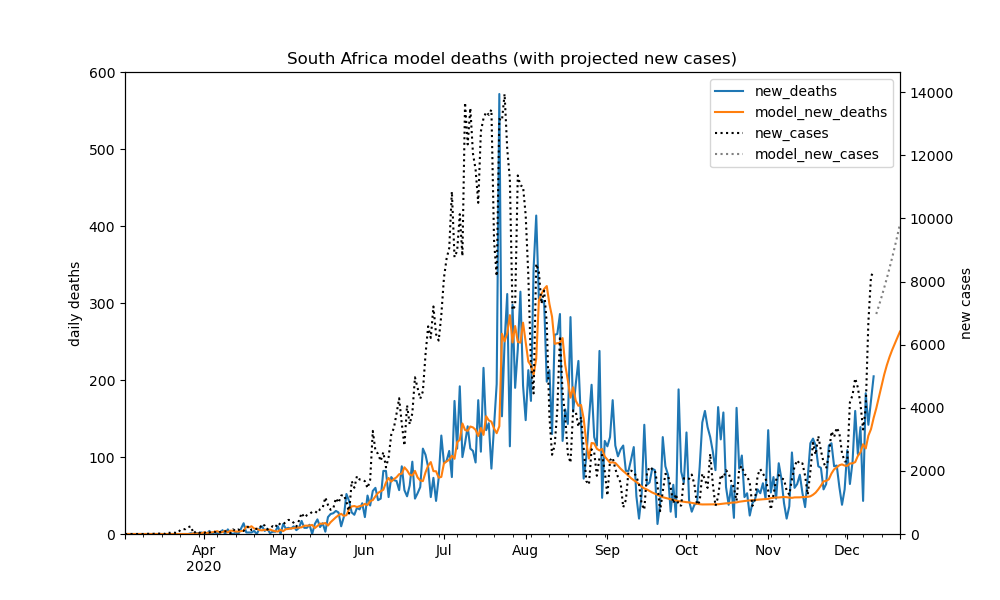 South Africa model deaths (with projected new cases)
600
500
400
300
200
100
0
daily deaths
14000
12000
10000
8000
6000
4000
2000
0
new cases
new_deaths
model_new_deaths
new_cases
model_new_cases
Apr May Jun Jul Aug Sep Oct Nov Dec
2020